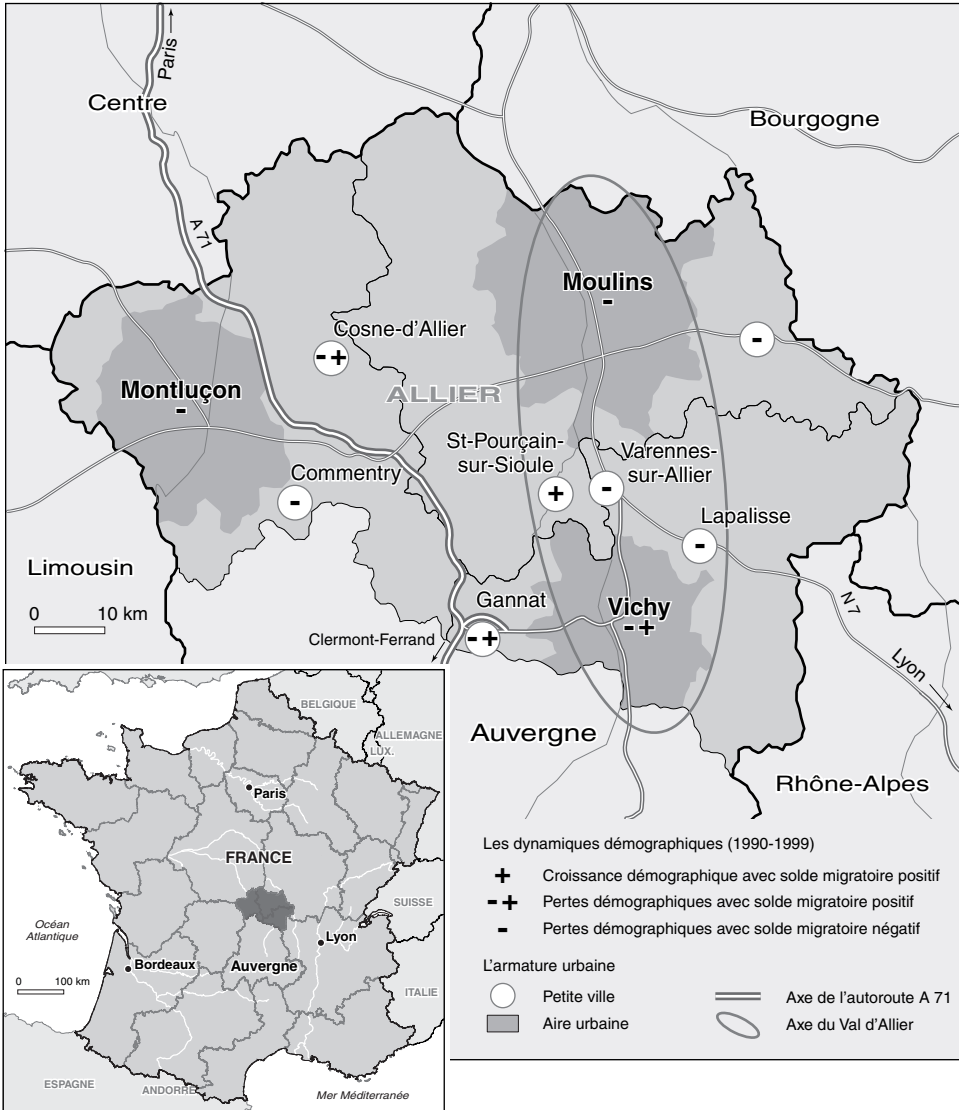 Paris
Centre
Bourgogne
A 71
Moulins
-
-
Cosne-d'Allier
- +
Montluçon
-
ALLIER
St-Pourçain-
sur-Sioule
+
Varennes-
sur-Allier
-
Commentry
-
Lapalisse
-
Limousin
0 10 km
Gannat
- +
Vichy
- +
Clermont-Ferrand
N 7
Lyon
Auvergne
Rhône-Alpes
BELGIQUE
ALLEMAGNE
LUX.
Paris
FRANCE
SUISSE
Océan
Atlantique
Lyon
Bordeaux
Auvergne
0 100 km
ITALIE
ESPAGNE
ANDORRE
Mer Méditerranée
Les dynamiques démographiques (1990-1999)
+ Croissance démographique avec solde migratoire positif
- + Pertes démographiques avec solde migratoire positif
- Pertes démographiques avec solde migratoire négatif
L'armature urbaine
Petite ville
Axe de l'autoroute A 71
Aire urbaine
Axe du Val d'Allier